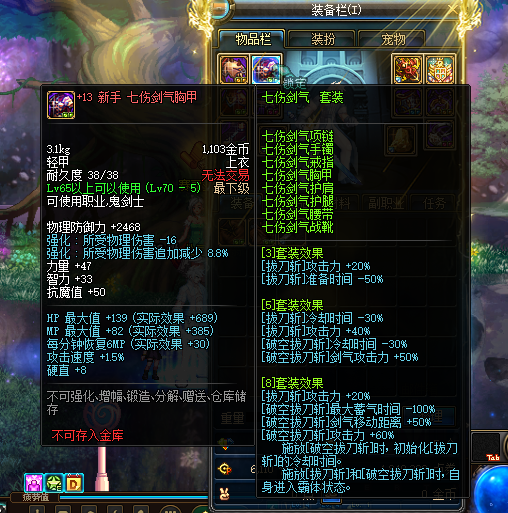 装备栏(I)
物品栏
装扮
宠物
锁定
+13 新手 七伤剑气胸甲
3.1kg
1,103金币
轻甲
上衣
耐久度 38/38
无法交易
Lv65以上可以使用 (Lv70 - 5)
最下级
可使用职业,鬼剑士
物理防御力 +2468
强化 : 所受物理伤害 -16
强化 : 所受物理伤害追加减少 8.8%
力量 +47
智力 +33
抗魔值 +50
HP 最大值 +139 (实际效果 +689)
MP 最大值 +82 (实际效果 +385)
每分钟恢复6MP (实际效果 +30)
攻击速度 +1.5%
硬直 +8
不可强化,增幅,锻造,分解,赠送,仓库储
存
不可存入金库
七伤剑气 套装
七伤剑气项链
七伤剑气手镯
七伤剑气戒指
七伤剑气胸甲
七伤剑气护肩
七伤剑气护腿
七伤剑气腰带
七伤剑气战靴
[3]套装效果
[拔刀斩]攻击力 +20%
[拔刀斩]准备时间 -50%
[5]套装效果
[拔刀斩]冷却时间 -30%
[拔刀斩]攻击力 +40%
[破空拔刀斩]冷却时间 -30%
[破空拔刀斩]剑气攻击力 +50%
[8]套装效果
[拔刀斩]攻击力 +20%
[破空拔刀斩]最大蓄气时间 -100%
[破空拔刀斩]剑气移动距离 +50%
[破空拔刀斩]攻击力 +60%
施放[破空拔刀斩]时,初始化[拔刀
斩]的冷却时间。
施放[拔刀斩]和[破空拔刀斩]时,自
身进入霸体状态。
副职业
任务
重量
疲劳值
0 金币
Tab